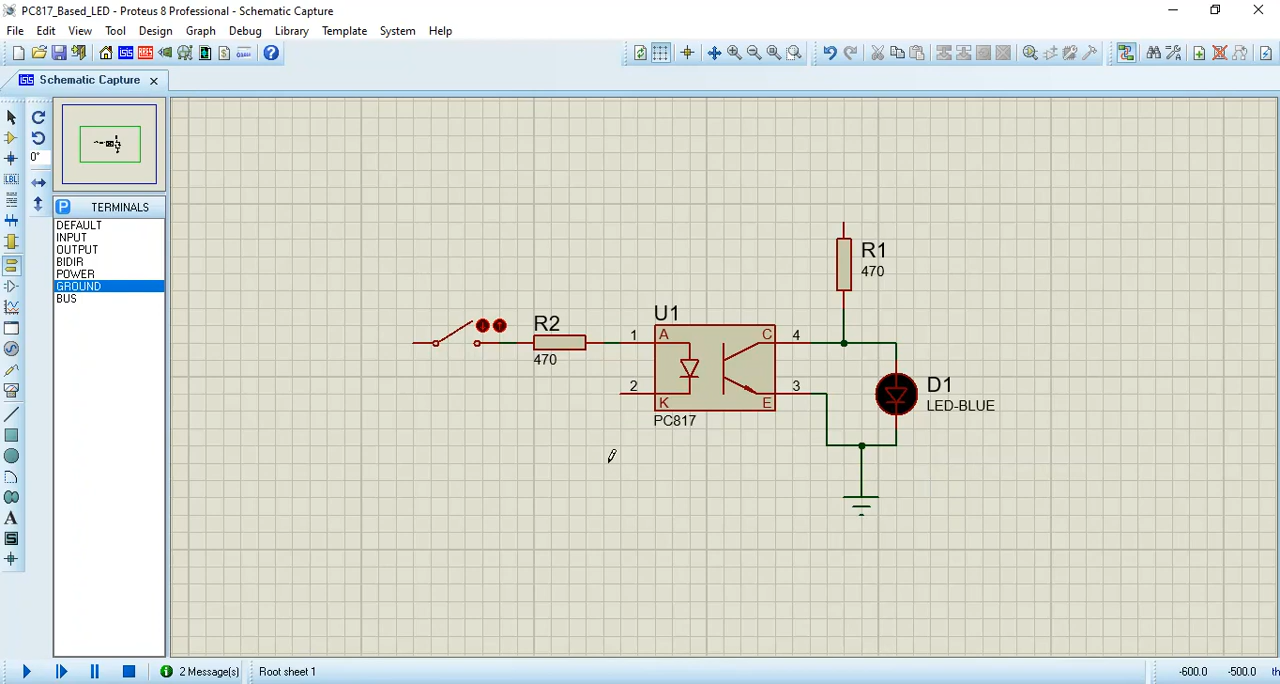 PC817_Based_LED - Proteus 8 Professional - Schematic Capture
File Edit View Tool Design Graph Debug Library Template System Help
Schematic Capture
0°
LBL
P TERMINALS
DEFAULT
INPUT
OUTPUT
BIDIR
POWER
GROUND
BUS
R1
470
R2
470
U1
1 A C 4
2 K E 3
PC817
D1
LED-BLUE
A
S
2 Message(s) Root sheet 1 -600.0 -500.0 th